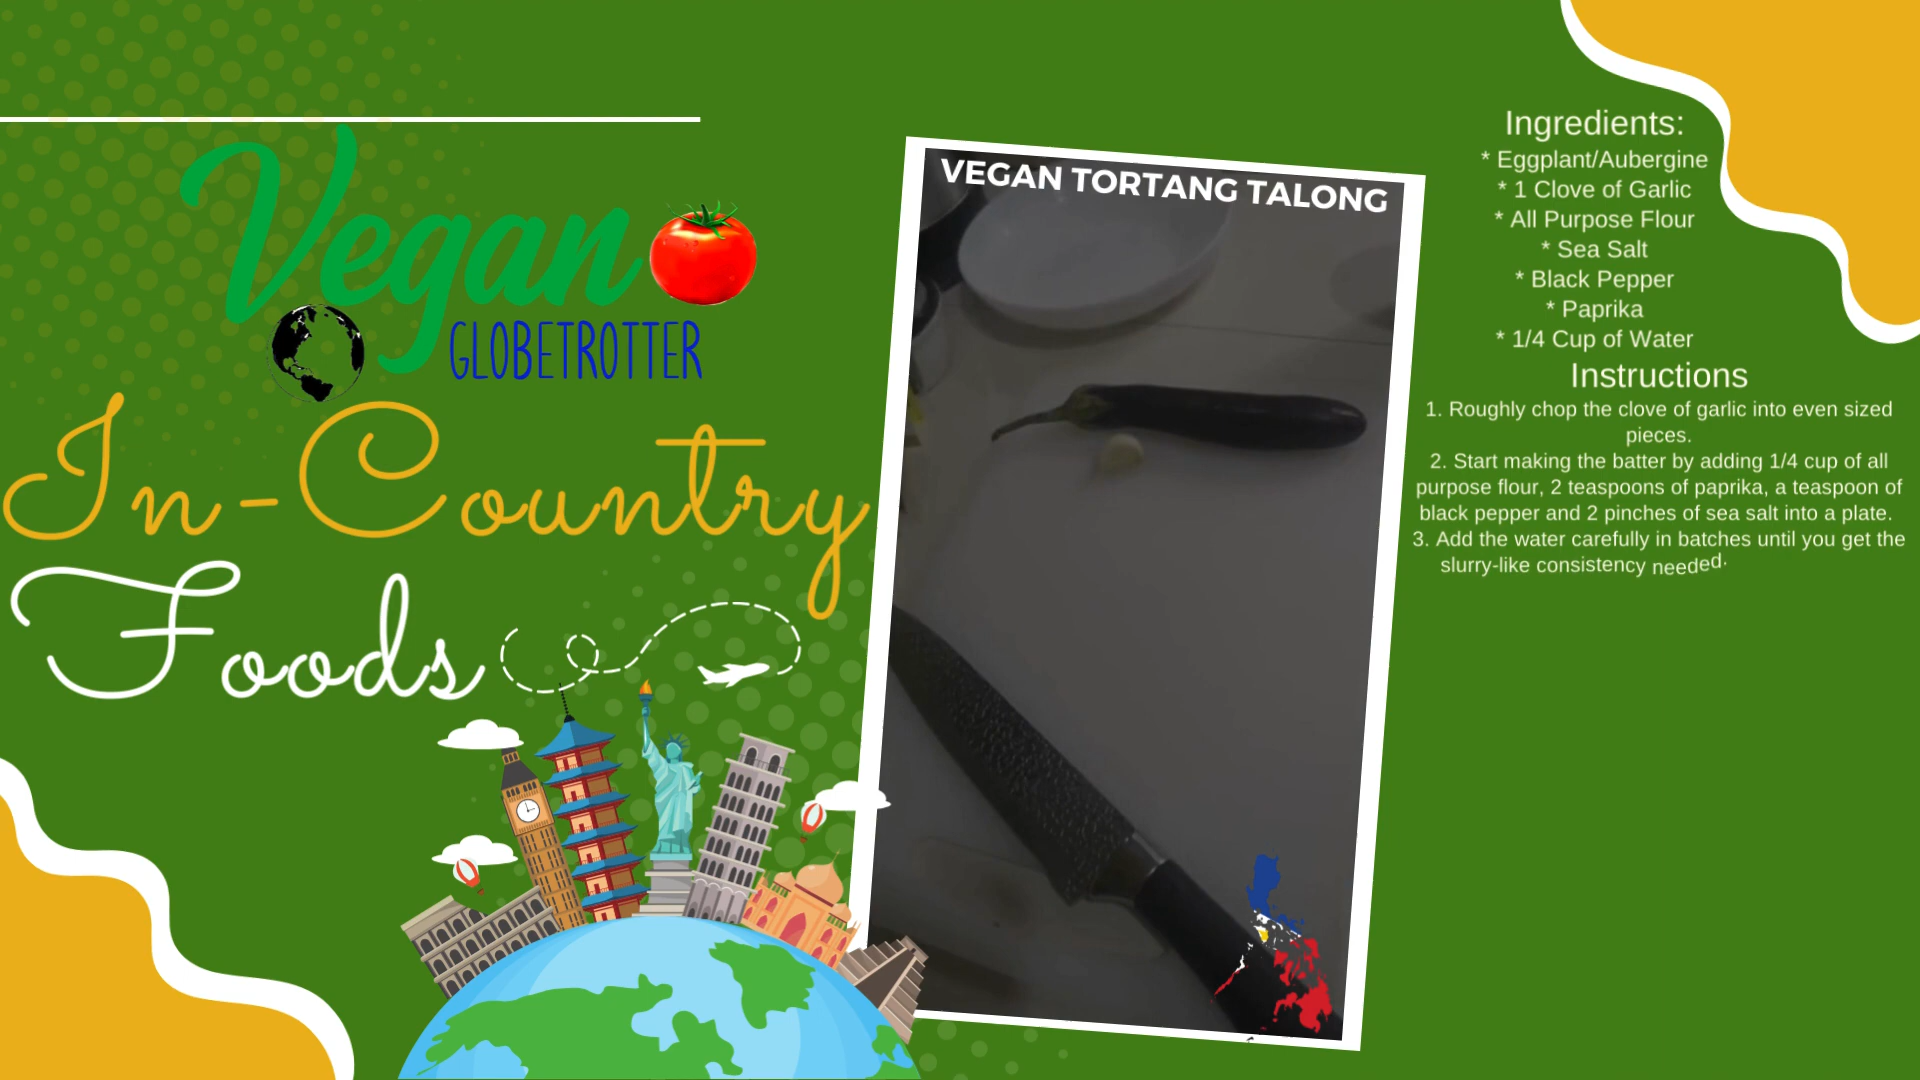 Vegan
GLOBETROTTER
In-Country
Foods
VEGAN TORTANG TALONG
Ingredients:
* Eggplant/Aubergine
* 1 Clove of Garlic
* All Purpose Flour
* Sea Salt
* Black Pepper
* Paprika
* 1/4 Cup of Water
Instructions
1. Roughly chop the clove of garlic into even sized
pieces.
2. Start making the batter by adding 1/4 cup of all
purpose flour, 2 teaspoons of paprika, a teaspoon of
black pepper and 2 pinches of sea salt into a plate.
3. Add the water carefully in batches until you get the
slurry-like consistency needed.